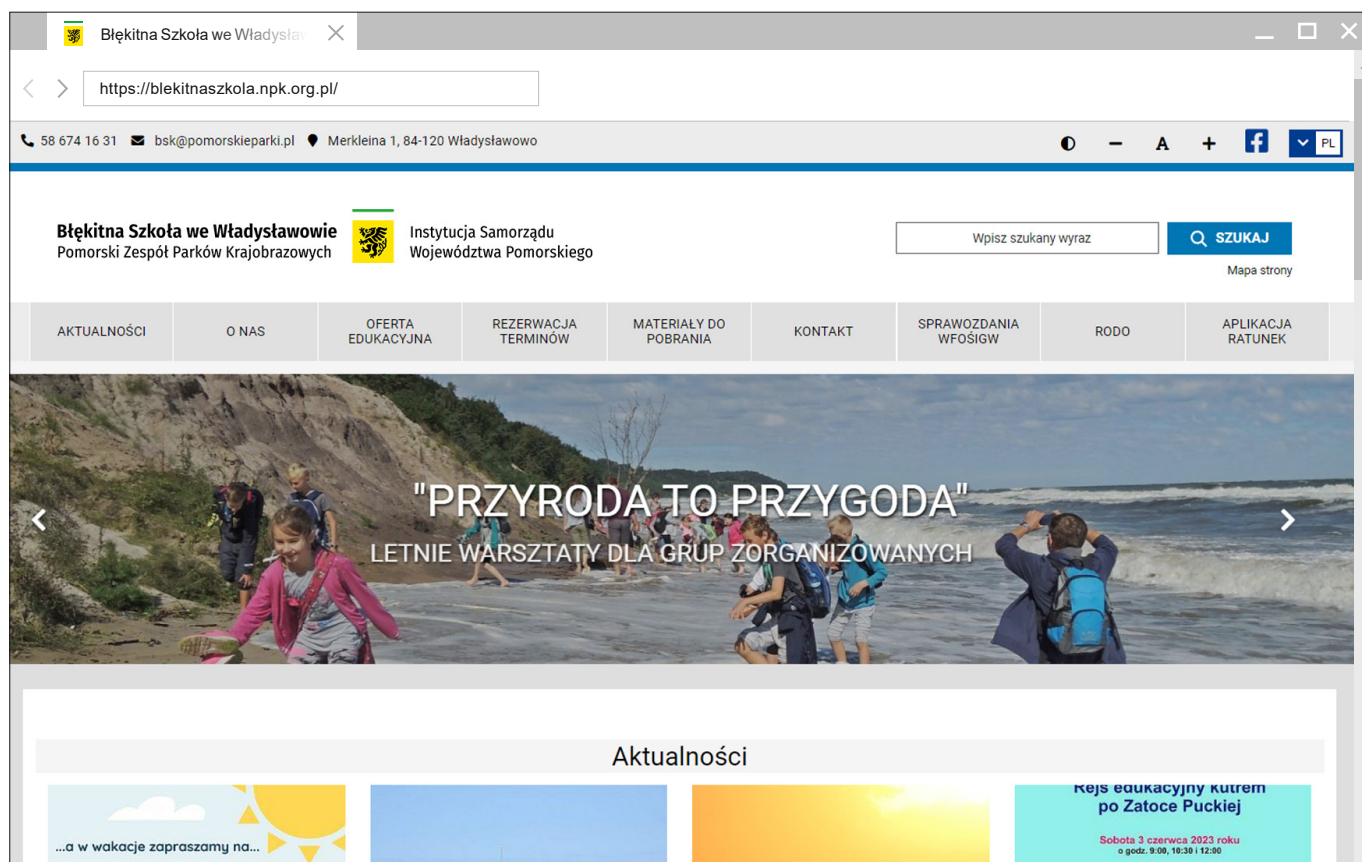 Błękitna Szkoła we Władysław
https://blekitnaszkola.npk.org.pl/
58 674 16 31 bsk@pomorskieparki.pl Merkleina 1, 84-120 Władysławowo
A
PL
Błękitna Szkoła we Władysławowie
Pomorski Zespół Parków Krajobrazowych
Instytucja Samorządu
Województwa Pomorskiego
Wpisz szukany wyraz
SZUKAJ
Mapa strony
AKTUALNOŚCI
O NAS
OFERTA
EDUKACYJNA
REZERWACJA
TERMINÓW
MATERIAŁY DO
POBRANIA
KONTAKT
SPRAWOZDANIA
WFOŚIGW
RODO
APLIKACJA
RATUNEK
"PRZYRODA TO PRZYGODA"
LETNIE WARSZTATY DLA GRUP ZORGANIZOWANYCH
Aktualności
...a w wakacje zapraszamy na...
Rejs edukacyjny kutrem
po Zatoce Puckiej
Sobota 3 czerwca 2023 roku
o godz. 9:00, 10:30 i 12:00